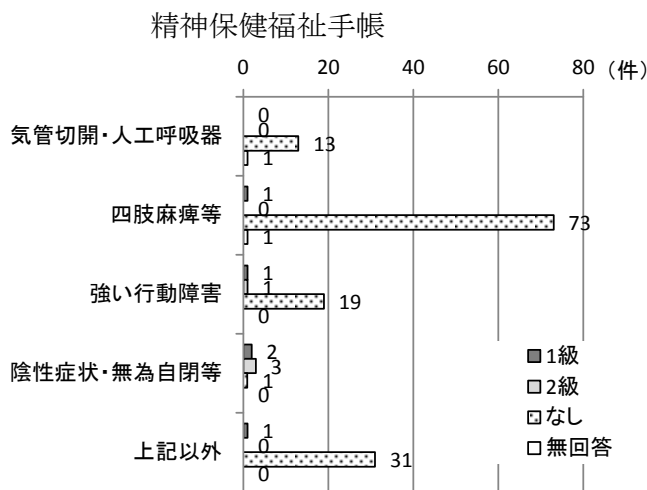 精神保健福祉手帳
0 20 40 60 80 （件）
気管切開・人工呼吸器
0
0
13
1
四肢麻痺等
1
0
73
1
強い行動障害
1
1
19
0
陰性症状・無為自閉等
2
3
1
0
上記以外
1
0
31
0
1級
2級
なし
無回答